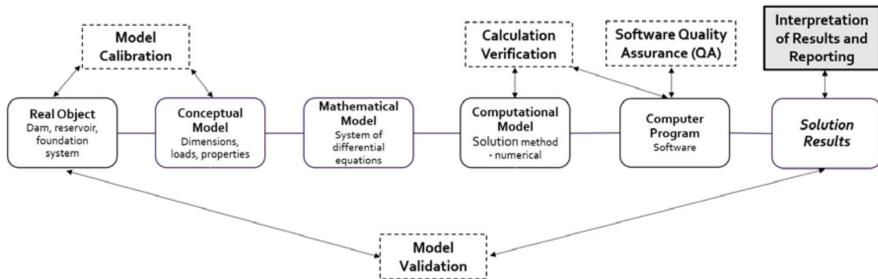 Model
Calibration
Calculation
Verification
Software Quality
Assurance (QA)
Interpretation
of Results and
Reporting
Real Object
Dam, reservoir,
foundation
system
Conceptual
Model
Dimensions,
loads, properties
Mathematical
Model
System of
differential
equations
Computational
Model
Solution method
- numerical
Computer
Program
Software
Solution
Results
Model
Validation